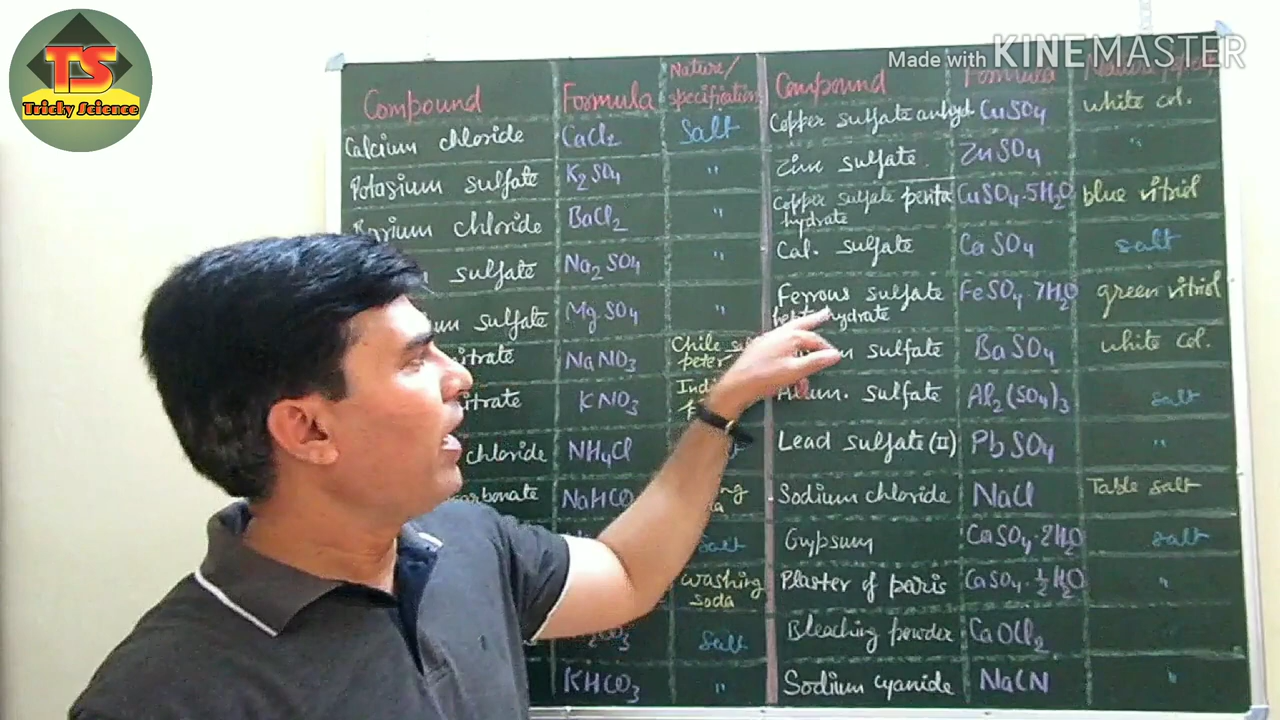 TS
Tricky Science
Made with KINEMASTER
Compound Formula Nature/ specification
Calcium chloride CaCl2 Salt
Potasium sulfate K2SO4 "
Barium chloride BaCl2 "
sulfate Na2SO4 "
sulfate MgSO4 "
NaNO3 Chile peter
KNO3
chloride NH4Cl
NaHCO
Salt
washing soda
Salt
KHCO3 "
Compound Formula
Copper sulfate anhyd. CuSO4 white col.
Zinc sulfate. ZnSO4 "
Copper sulfate penta hydrate CuSO4.5H2O blue vitriol
Cal. sulfate CaSO4 salt
Ferrous sulfate hydrate FeSO4.7H2O green vitriol
sulfate BaSO4 white col.
Allum. sulfate Al2(SO4)3 salt
Lead sulfate (II) PbSO4 "
Sodium chloride NaCl Table salt
Gypsum CaSO4.2H2O salt
Plaster of paris CaSO4.½H2O "
Bleaching powder CaOCl2 "
Sodium cyanide NaCN "